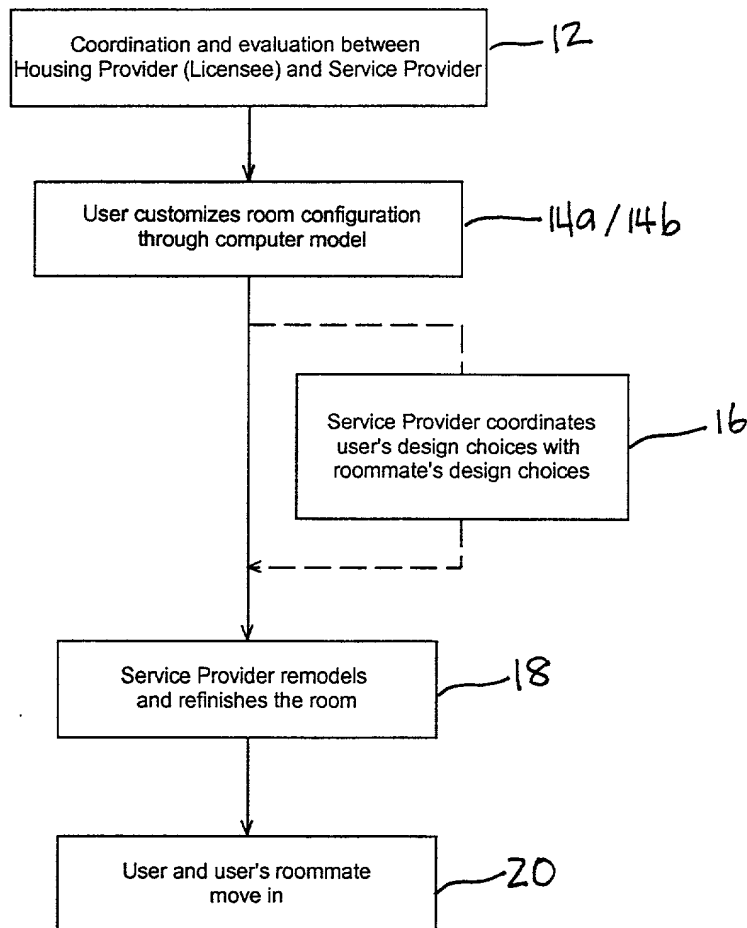 Coordination and evaluation between
Housing Provider (Licensee) and Service Provider
12
User customizes room configuration
through computer model
14a/14b
Service Provider coordinates
user's design choices with
roommate's design choices
16
Service Provider remodels
and refinishes the room
18
User and user's roommate
move in
20